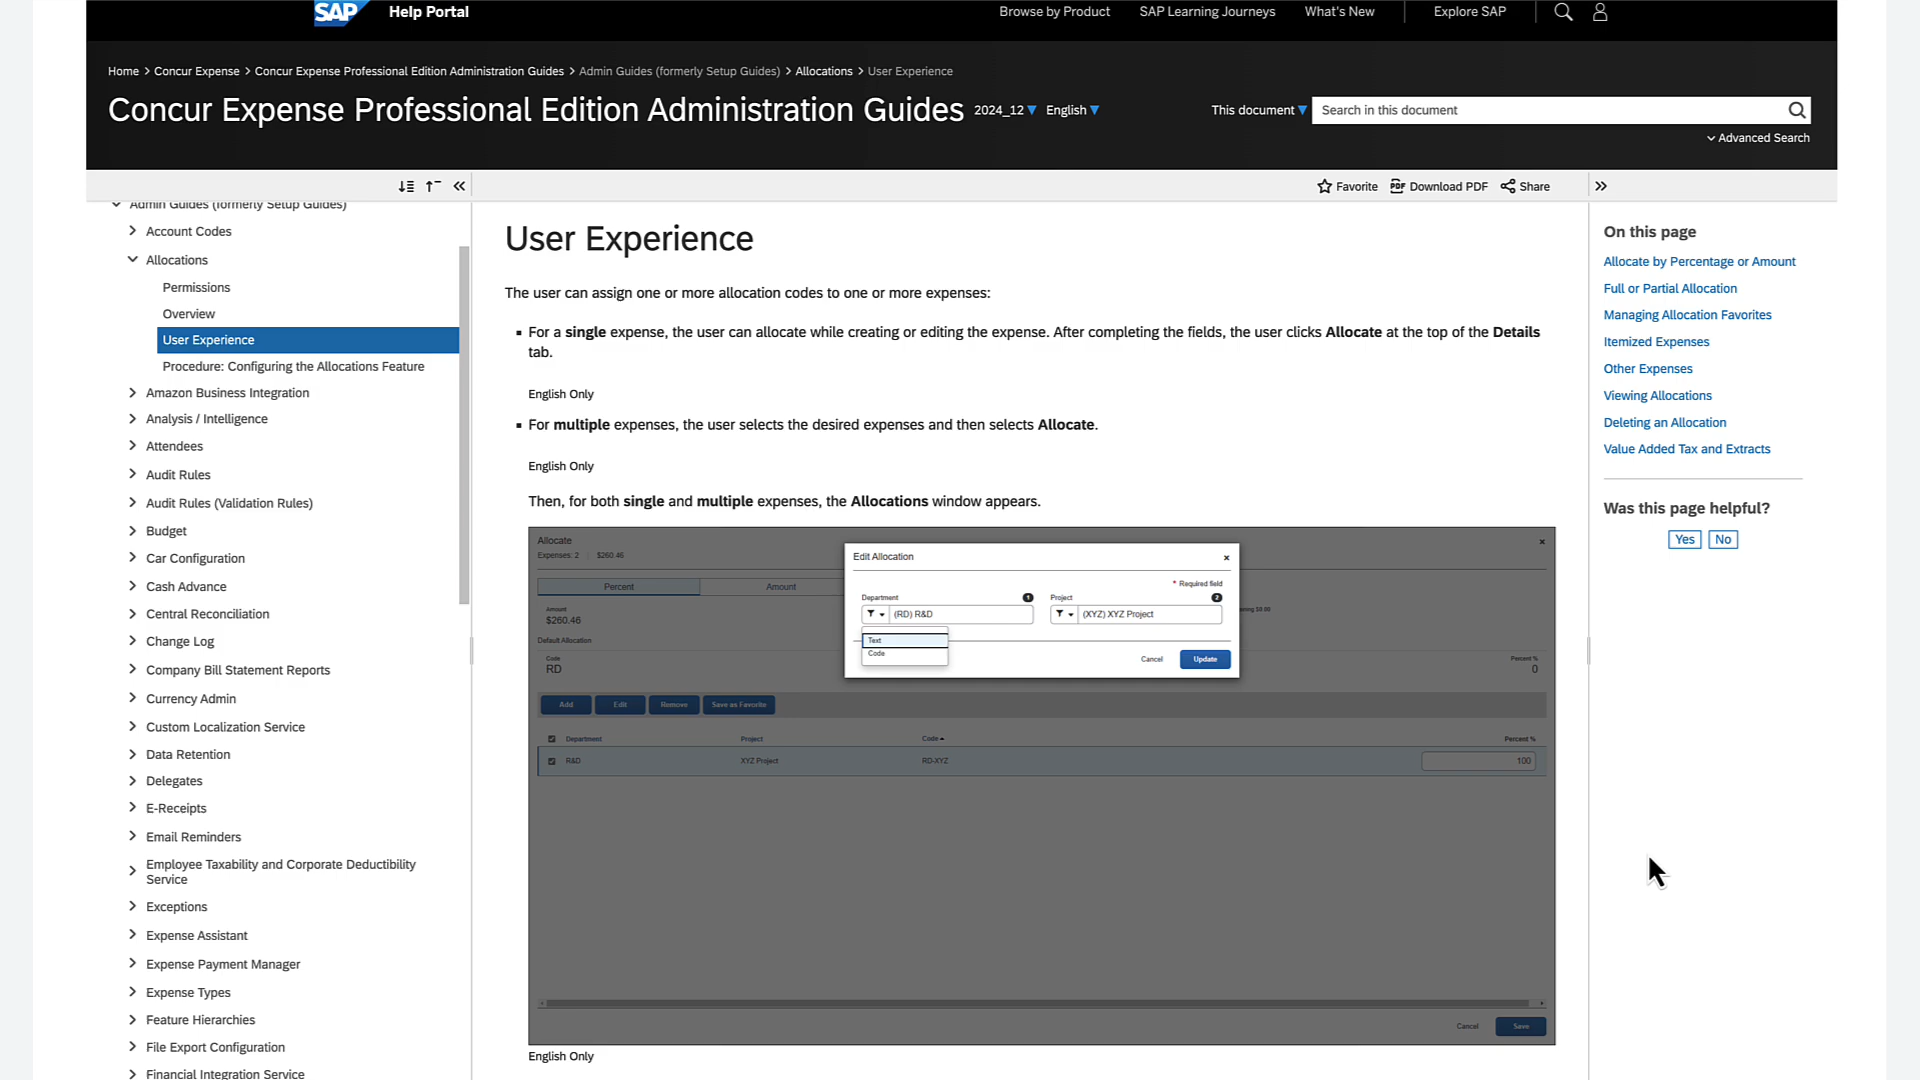 SAP Help Portal
Browse by Product
SAP Learning Journeys
What's New
Explore SAP
Home > Concur Expense > Concur Expense Professional Edition Administration Guides > Admin Guides (formerly Setup Guides) > Allocations > User Experience
Concur Expense Professional Edition Administration Guides
2024_12
English
This document
Search in this document
Advanced Search
Favorite
PDF Download PDF
Share
Admin Guides (formerly Setup Guides)
Account Codes
Allocations
Permissions
Overview
User Experience
Procedure: Configuring the Allocations Feature
Amazon Business Integration
Analysis / Intelligence
Attendees
Audit Rules
Audit Rules (Validation Rules)
Budget
Car Configuration
Cash Advance
Central Reconciliation
Change Log
Company Bill Statement Reports
Currency Admin
Custom Localization Service
Data Retention
Delegates
E-Receipts
Email Reminders
Employee Taxability and Corporate Deductibility
Service
Exceptions
Expense Assistant
Expense Payment Manager
Expense Types
Feature Hierarchies
File Export Configuration
Financial Integration Service
User Experience
The user can assign one or more allocation codes to one or more expenses:
▪ For a single expense, the user can allocate while creating or editing the expense. After completing the fields, the user clicks Allocate at the top of the Details
tab.
English Only
▪ For multiple expenses, the user selects the desired expenses and then selects Allocate.
English Only
Then, for both single and multiple expenses, the Allocations window appears.
Allocate
Expenses: 2 | $260.46
Percent
Amount
Amount
$260.46
Default Allocation
Code
RD
Percent %
0
Edit Allocation
* Required field
Department 1
(RD) R&D
Project 2
(XYZ) XYZ Project
Text
Code
Cancel
Update
$0.00
Add
Edit
Remove
Save as Favorite
Department
Project
Code
Percent %
R&D
XYZ Project
RD-XYZ
100
Cancel
Save
English Only
On this page
Allocate by Percentage or Amount
Full or Partial Allocation
Managing Allocation Favorites
Itemized Expenses
Other Expenses
Viewing Allocations
Deleting an Allocation
Value Added Tax and Extracts
Was this page helpful?
Yes
No